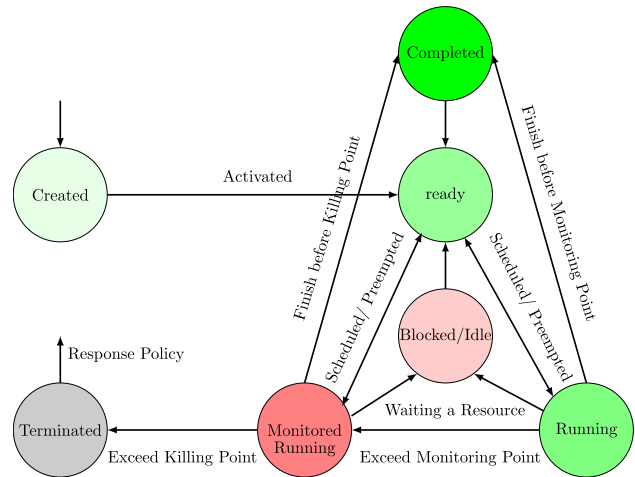 Completed
Finish before Killing Point
Finish before Monitoring Point
Activated
Created
ready
Scheduled/ Preempted
Scheduled/ Preempted
Blocked/Idle
Response Policy
Waiting a Resource
Terminated
Monitored
Running
Running
Exceed Killing Point
Exceed Monitoring Point